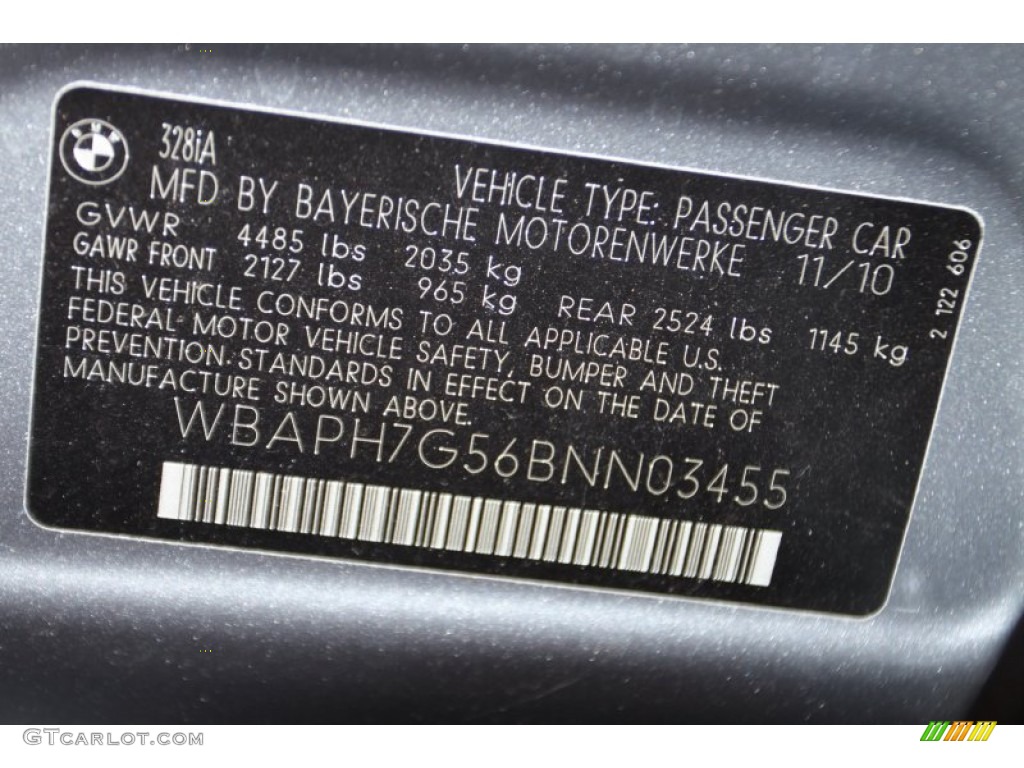 BMW
328iA
VEHICLE TYPE: PASSENGER CAR
MFD BY BAYERISCHE MOTORENWERKE 11/10
GVWR 4485 lbs 2035 kg
GAWR FRONT 2127 lbs 965 kg REAR 2524 lbs 1145 kg
THIS VEHICLE CONFORMS TO ALL APPLICABLE U.S.
FEDERAL MOTOR VEHICLE SAFETY, BUMPER AND THEFT
PREVENTION STANDARDS IN EFFECT ON THE DATE OF
MANUFACTURE SHOWN ABOVE.
WBAPH7G56BNN03455
2 122 606
GTCARLOT.COM